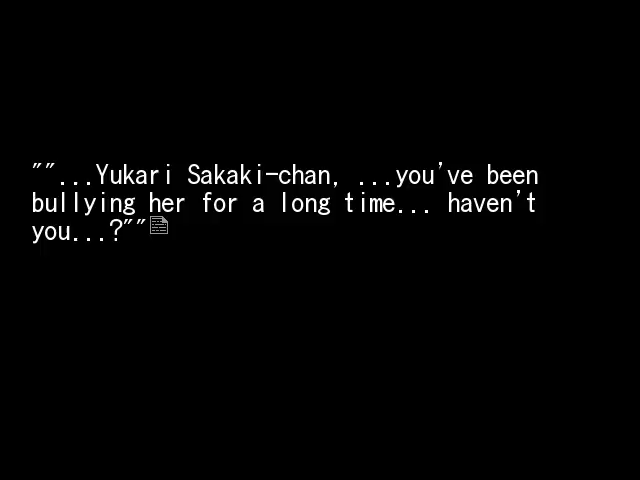 ""...Yukari Sakaki-chan, ...you've been
bullying her for a long time... haven't
you...?""